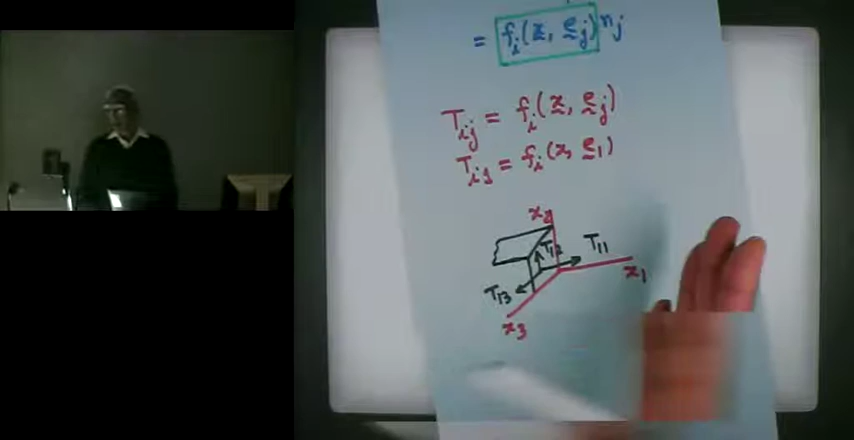 = f_i(x, e_j) n_j
T_ij = f_i(x, e_j)
T_i1 = f_i(x, e_1)
x_2
T_12
T_11
x_1
T_13
x_3